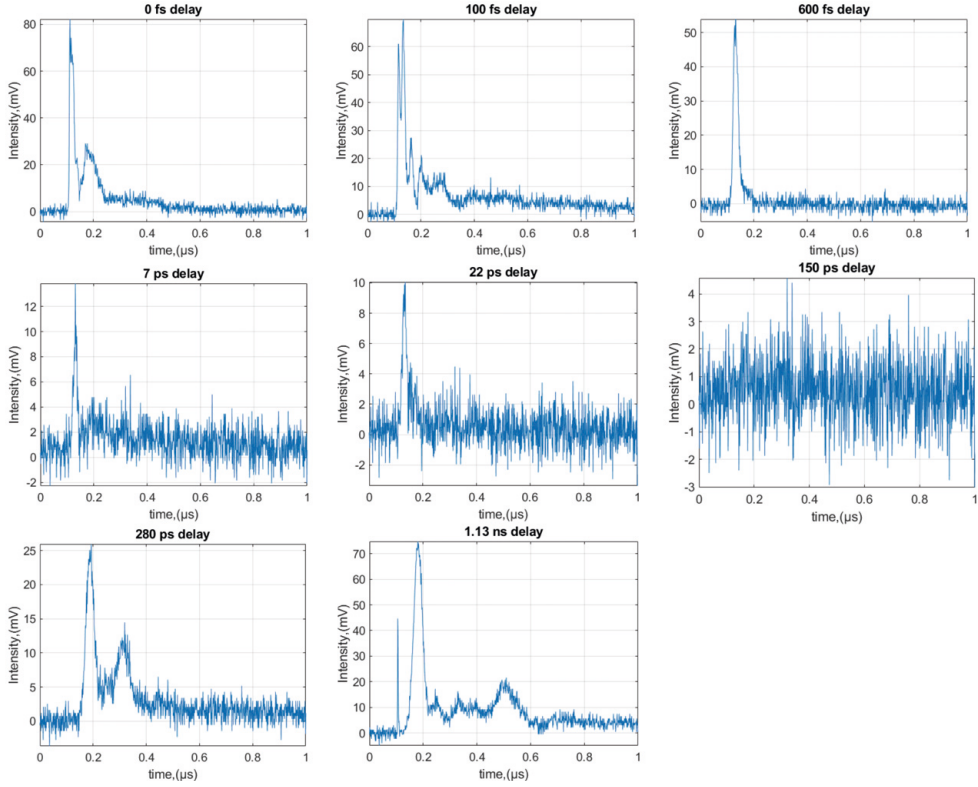 0 fs delay
80
60
40
20
0
Intensity,(mV)
0 0.2 0.4 0.6 0.8 1
time,(µs)
100 fs delay
70
60
50
40
30
20
10
0
Intensity,(mV)
0 0.2 0.4 0.6 0.8 1
time,(µs)
600 fs delay
50
40
30
20
10
0
Intensity,(mV)
0 0.2 0.4 0.6 0.8 1
time,(µs)
7 ps delay
12
10
8
6
4
2
0
-2
Intensity,(mV)
0 0.2 0.4 0.6 0.8 1
time,(µs)
22 ps delay
10
8
6
4
2
0
-2
Intensity,(mV)
0 0.2 0.4 0.6 0.8 1
time,(µs)
150 ps delay
4
3
2
1
0
-1
-2
-3
Intensity,(mV)
0 0.2 0.4 0.6 0.8 1
time,(µs)
280 ps delay
25
20
15
10
5
0
Intensity,(mV)
0 0.2 0.4 0.6 0.8 1
time,(µs)
1.13 ns delay
70
60
50
40
30
20
10
0
Intensity,(mV)
0 0.2 0.4 0.6 0.8 1
time,(µs)